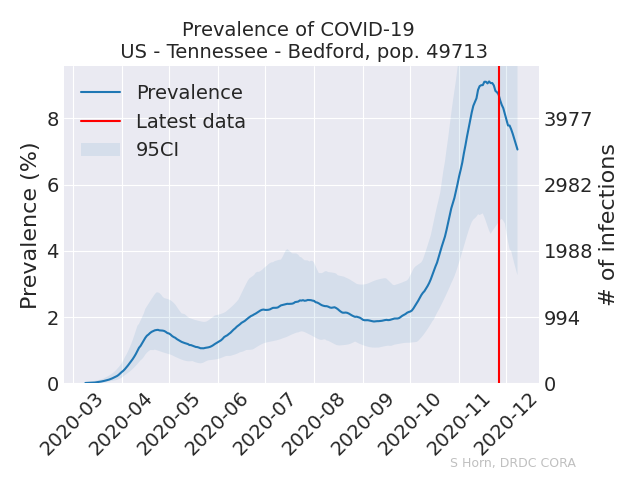 Prevalence of COVID-19
US - Tennessee - Bedford, pop. 49713
Prevalence
Latest data
95CI
Prevalence (%)
8
6
4
2
0
3977
2982
1988
994
0
# of infections
2020-03
2020-04
2020-05
2020-06
2020-07
2020-08
2020-09
2020-10
2020-11
2020-12
S Horn, DRDC CORA